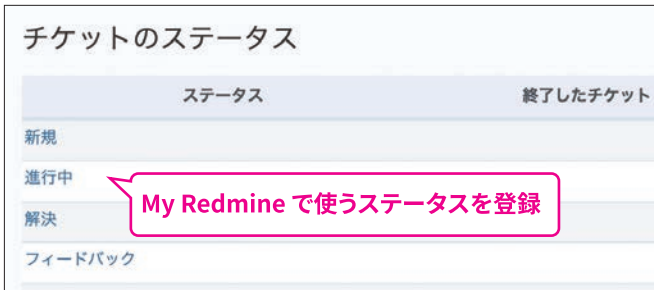 チケットのステータス
ステータス 終了したチケット
新規
進行中
My Redmine で使うステータスを登録
解決
フィードバック